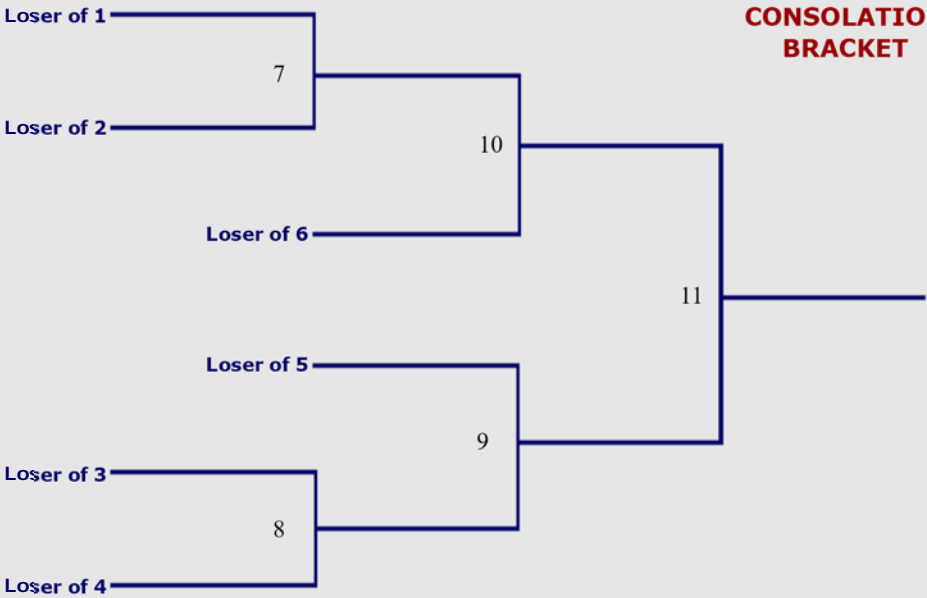 Loser of 1
CONSOLATIO
BRACKET
7
Loser of 2
10
Loser of 6
11
Loser of 5
9
Loser of 3
8
Loser of 4